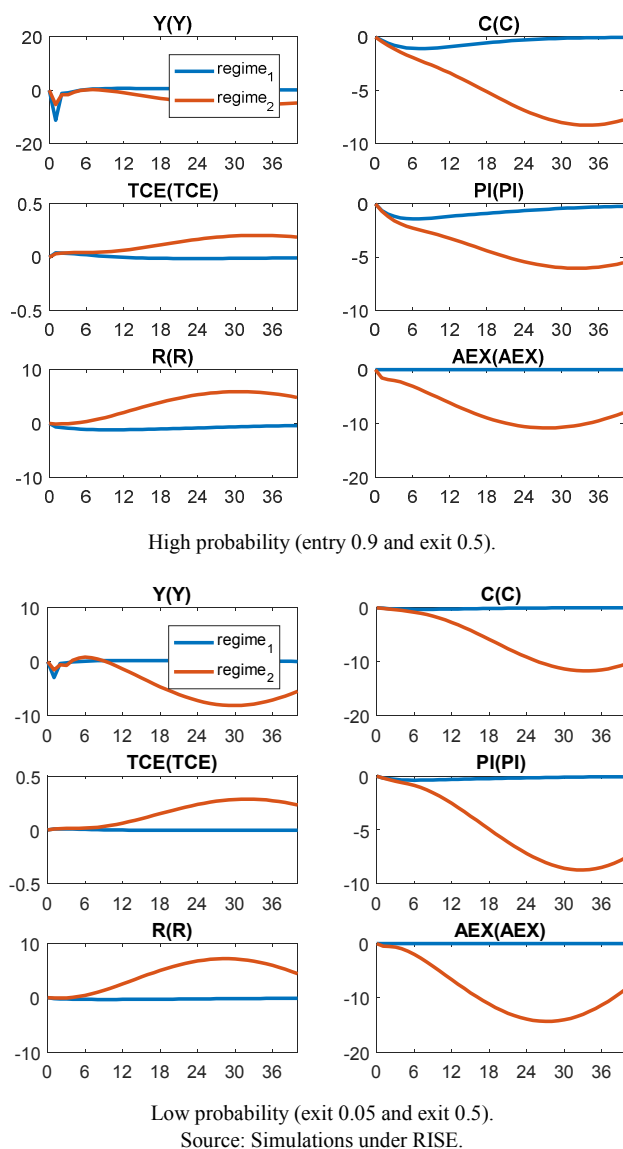 Y(Y) C(C)
20
0
-20
regime1
regime2
0 6 12 18 24 30 36
0
-5
-10
0 6 12 18 24 30 36
TCE(TCE) PI(PI)
0.5
0
-0.5
0 6 12 18 24 30 36
0
-5
-10
0 6 12 18 24 30 36
R(R) AEX(AEX)
10
0
-10
0 6 12 18 24 30 36
0
-10
-20
0 6 12 18 24 30 36
High probability (entry 0.9 and exit 0.5).
Y(Y) C(C)
10
0
-10
regime1
regime2
0 6 12 18 24 30 36
0
-10
-20
0 6 12 18 24 30 36
TCE(TCE) PI(PI)
0.5
0
-0.5
0 6 12 18 24 30 36
0
-5
-10
0 6 12 18 24 30 36
R(R) AEX(AEX)
10
0
-10
0 6 12 18 24 30 36
0
-10
-20
0 6 12 18 24 30 36
Low probability (exit 0.05 and exit 0.5).
Source: Simulations under RISE.